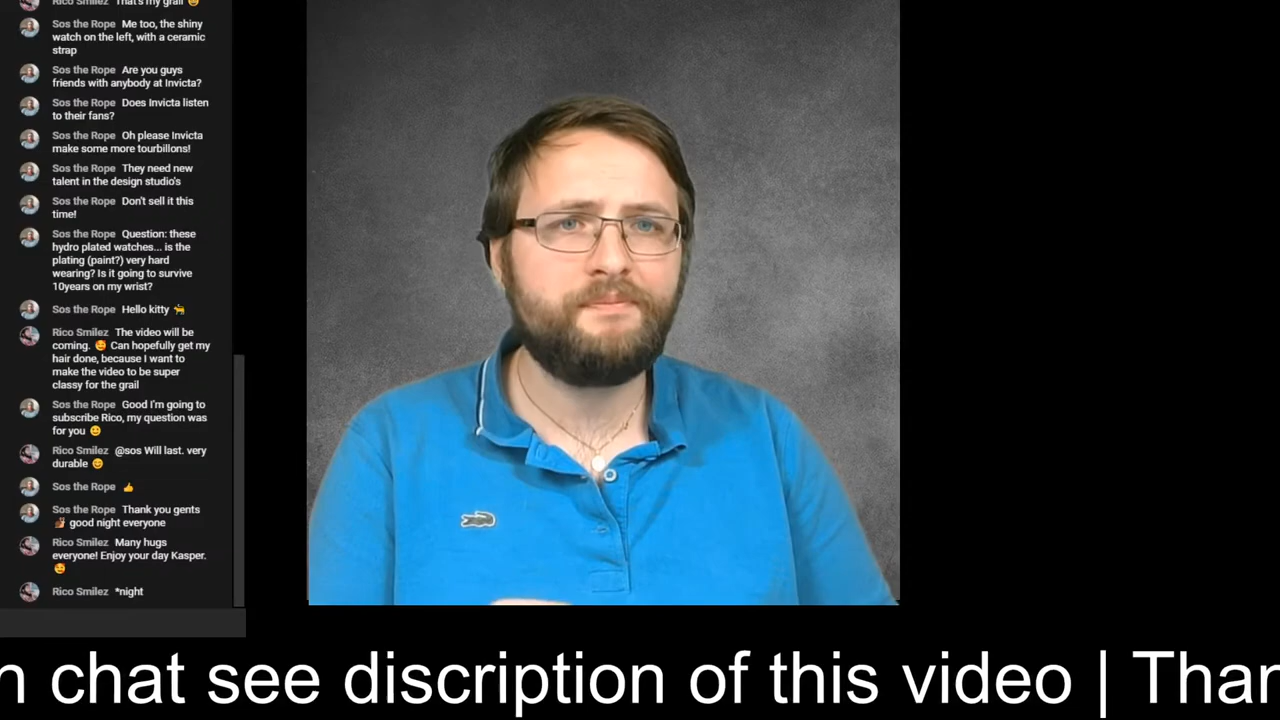 Rico Smilez That's my grail
Sos the Rope Me too, the shiny
watch on the left, with a ceramic
strap
Sos the Rope Are you guys
friends with anybody at Invicta?
Sos the Rope Does Invicta listen
to their fans?
Sos the Rope Oh please Invicta
make some more tourbillons!
Sos the Rope They need new
talent in the design studio's
Sos the Rope Don't sell it this
time!
Sos the Rope Question: these
hydro plated watches... is the
plating (paint?) very hard
wearing? Is it going to survive
10years on my wrist?
Sos the Rope Hello kitty 🐈
Rico Smilez The video will be
coming. 🥰 Can hopefully get my
hair done, because I want to
make the video to be super
classy for the grail
Sos the Rope Good I'm going to
subscribe Rico, my question was
for you 😊
Rico Smilez @sos Will last. very
durable 😊
Sos the Rope 👍
Sos the Rope Thank you gents
good night everyone
Rico Smilez Many hugs
everyone! Enjoy your day Kasper.
🥰
Rico Smilez *night
n chat see discription of this video | Than